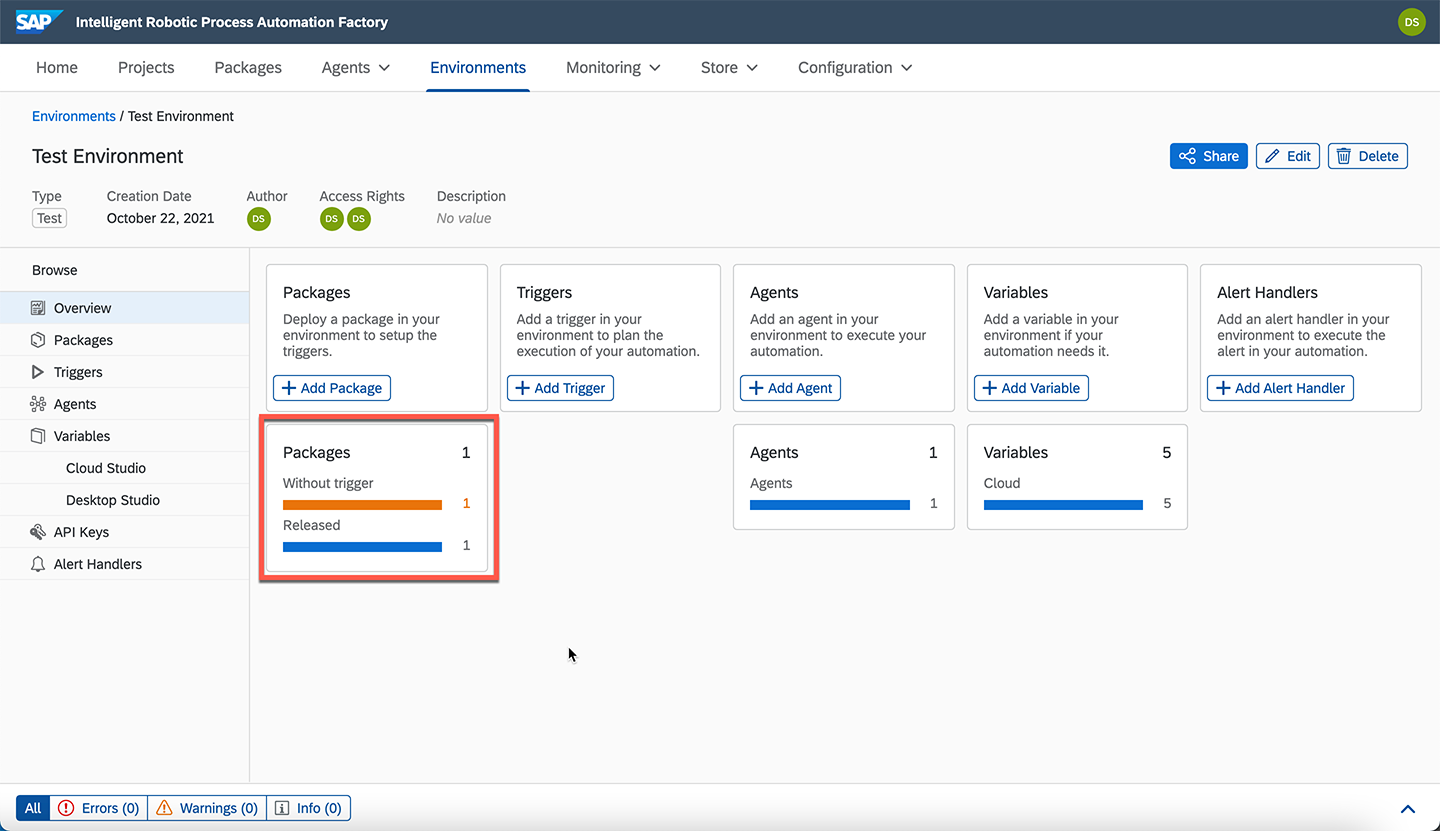 SAP Intelligent Robotic Process Automation Factory DS
Home Projects Packages Agents Environments Monitoring Store Configuration
Environments / Test Environment
Test Environment
Share Edit Delete
Type Creation Date Author Access Rights Description
Test October 22, 2021 DS DS DS No value
Browse
Overview
Packages
Triggers
Agents
Variables
Cloud Studio
Desktop Studio
API Keys
Alert Handlers
Packages
Deploy a package in your
environment to setup the
triggers.
Add Package
Triggers
Add a trigger in your
environment to plan the
execution of your automation.
Add Trigger
Agents
Add an agent in your
environment to execute your
automation.
Add Agent
Variables
Add a variable in your
environment if your
automation needs it.
Add Variable
Alert Handlers
Add an alert handler in your
environment to execute the
alert in your automation.
Add Alert Handler
Packages 1
Without trigger
1
Released
1
Agents 1
Agents
1
Variables 5
Cloud
5
All Errors (0) Warnings (0) Info (0)